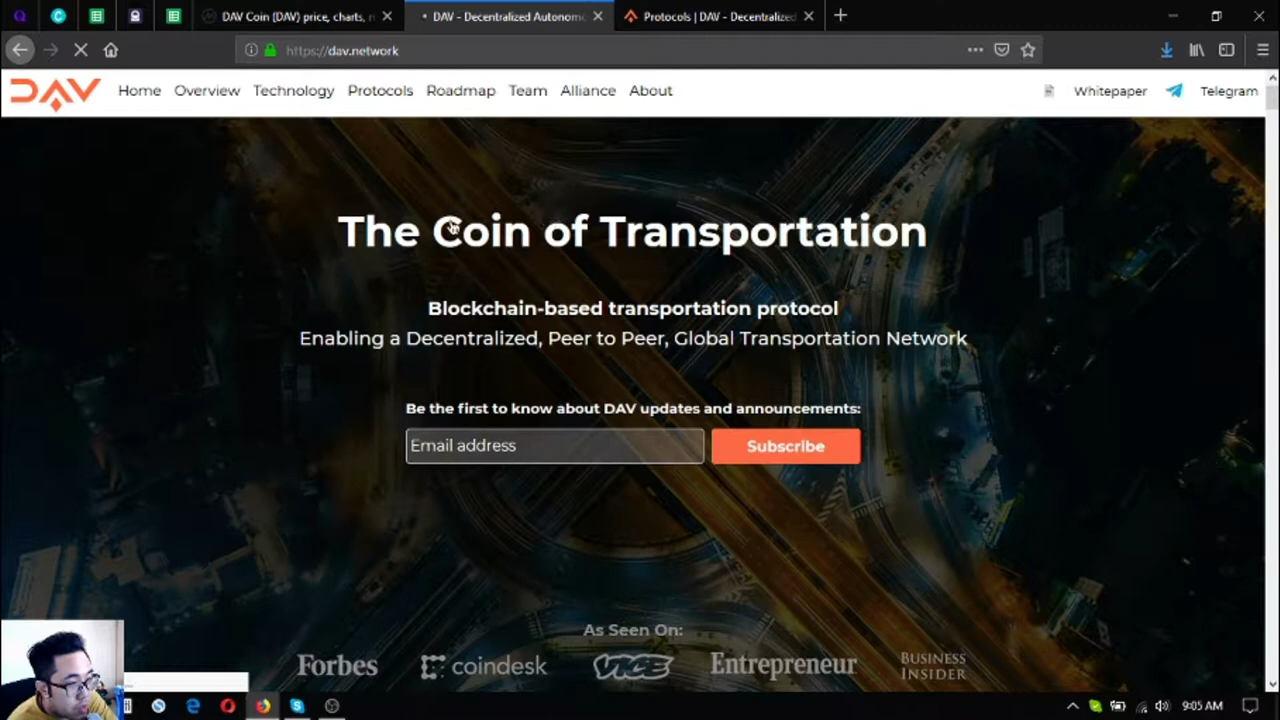 DAV Coin (DAV) price, charts,
DAV - Decentralized Autonom
Protocols | DAV - Decentralized
https://dav.network
DAV
Home
Overview
Technology
Protocols
Roadmap
Team
Alliance
About
Whitepaper
Telegram
The Coin of Transportation
Blockchain-based transportation protocol
Enabling a Decentralized, Peer to Peer, Global Transportation Network
Be the first to know about DAV updates and announcements:
Email address
Subscribe
As Seen On:
Forbes
coindesk
VICE
Entrepreneur
BUSINESS
INSIDER
9:05 AM